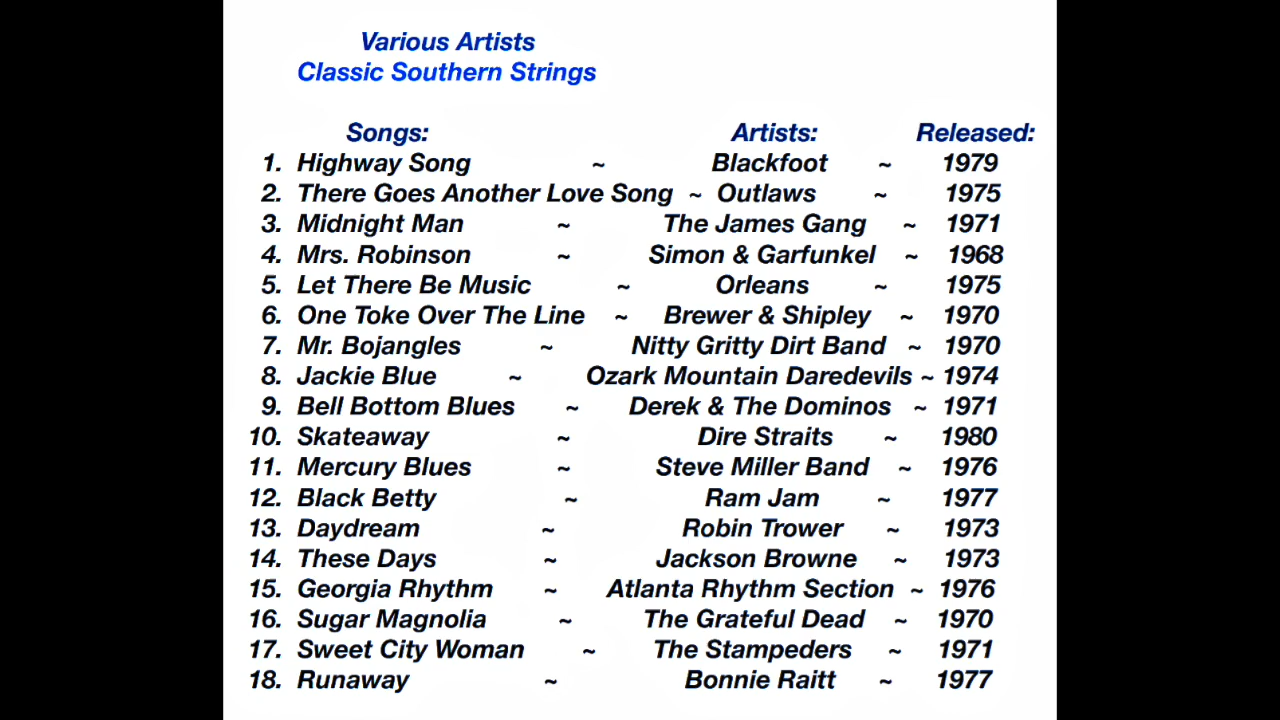 Various Artists
Classic Southern Strings
Songs: Artists: Released:
1. Highway Song ~ Blackfoot ~ 1979
2. There Goes Another Love Song ~ Outlaws ~ 1975
3. Midnight Man ~ The James Gang ~ 1971
4. Mrs. Robinson ~ Simon & Garfunkel ~ 1968
5. Let There Be Music ~ Orleans ~ 1975
6. One Toke Over The Line ~ Brewer & Shipley ~ 1970
7. Mr. Bojangles ~ Nitty Gritty Dirt Band ~ 1970
8. Jackie Blue ~ Ozark Mountain Daredevils ~ 1974
9. Bell Bottom Blues ~ Derek & The Dominos ~ 1971
10. Skateaway ~ Dire Straits ~ 1980
11. Mercury Blues ~ Steve Miller Band ~ 1976
12. Black Betty ~ Ram Jam ~ 1977
13. Daydream ~ Robin Trower ~ 1973
14. These Days ~ Jackson Browne ~ 1973
15. Georgia Rhythm ~ Atlanta Rhythm Section ~ 1976
16. Sugar Magnolia ~ The Grateful Dead ~ 1970
17. Sweet City Woman ~ The Stampeders ~ 1971
18. Runaway ~ Bonnie Raitt ~ 1977